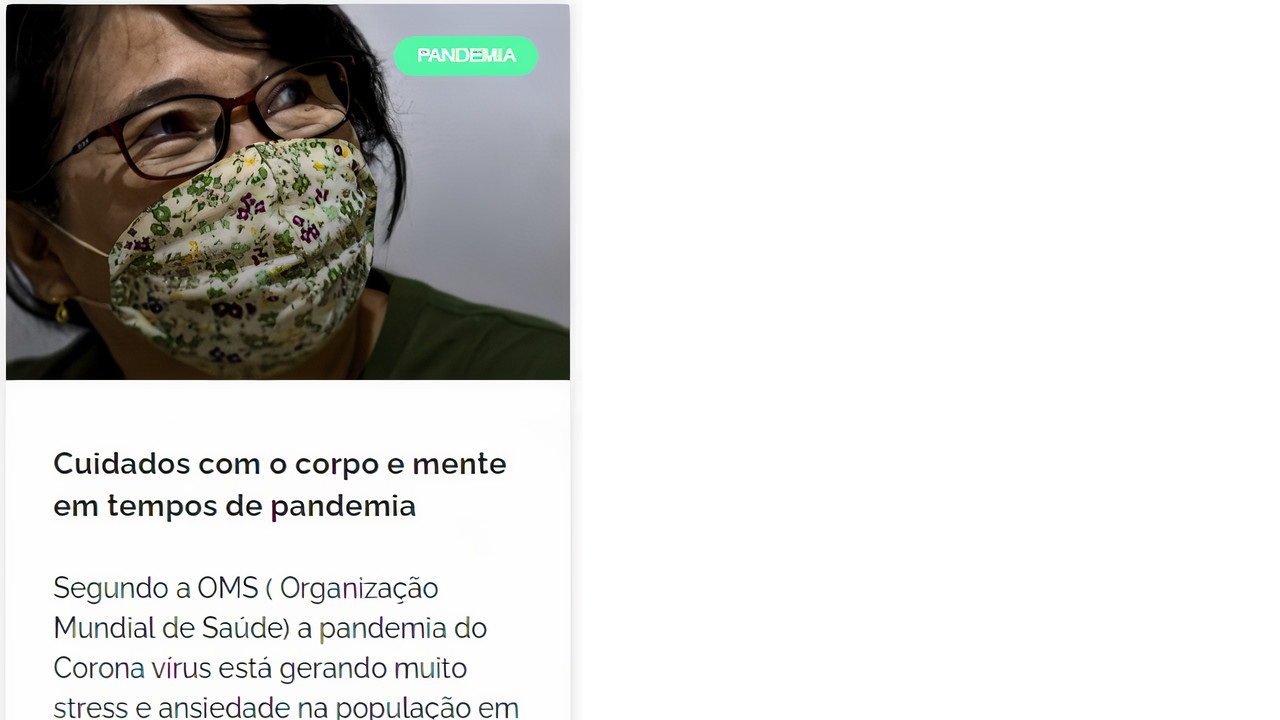 PANDEMIA
Cuidados com o corpo e mente
em tempos de pandemia
Segundo a OMS ( Organização
Mundial de Saúde) a pandemia do
Corona vírus está gerando muito
stress e ansiedade na população em